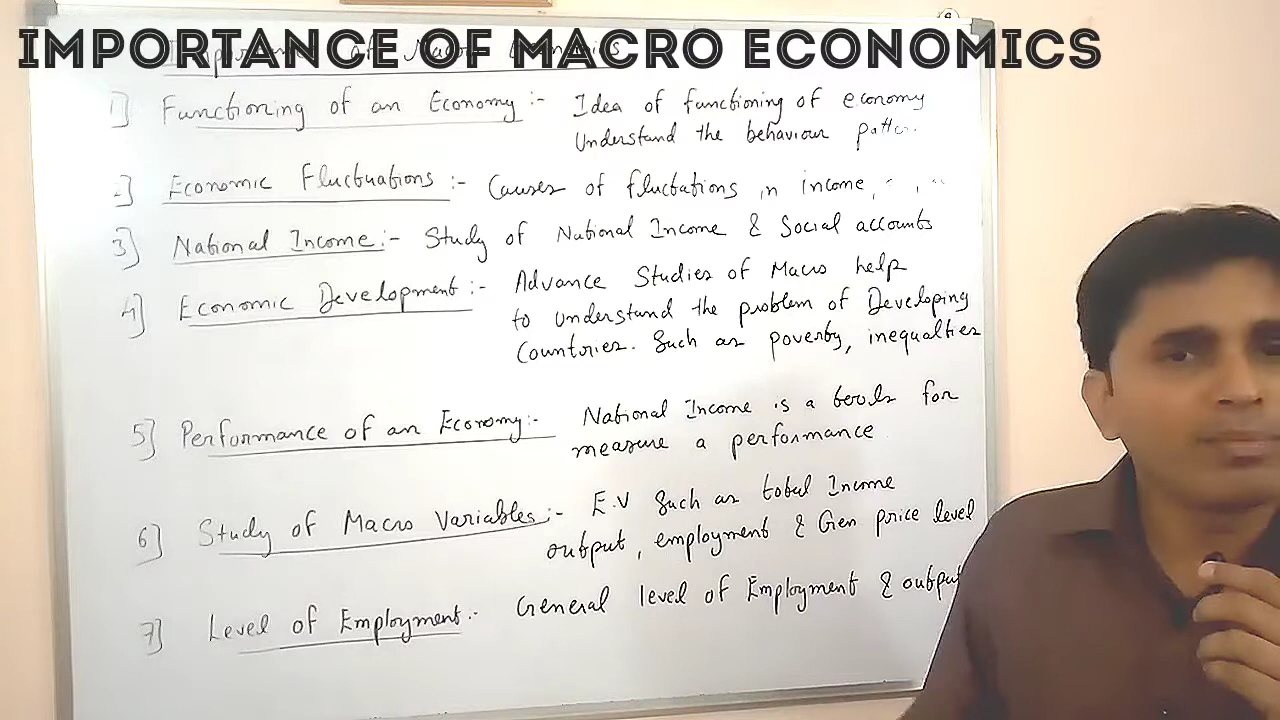 IMPORTANCE OF MACRO ECONOMICS
1] Functioning of an Economy :- Idea of functioning of economy
Understand the behaviour
2] Economic Fluctuations :- Causes of fluctations in income,
3] National Income :- Study of National Income & Social accounts
4] Economic Development :- Advance Studies of Macro help
to understand the problem of Developing
Countories. Such as poverty, inequalties
5] Performance of an Economy :- National Income is a tools for
measure a performance
6] Study of Macro Variables :- E.V Such as total Income
output, employment & Gen price level
7] Level of Employment :- General level of Employment & output